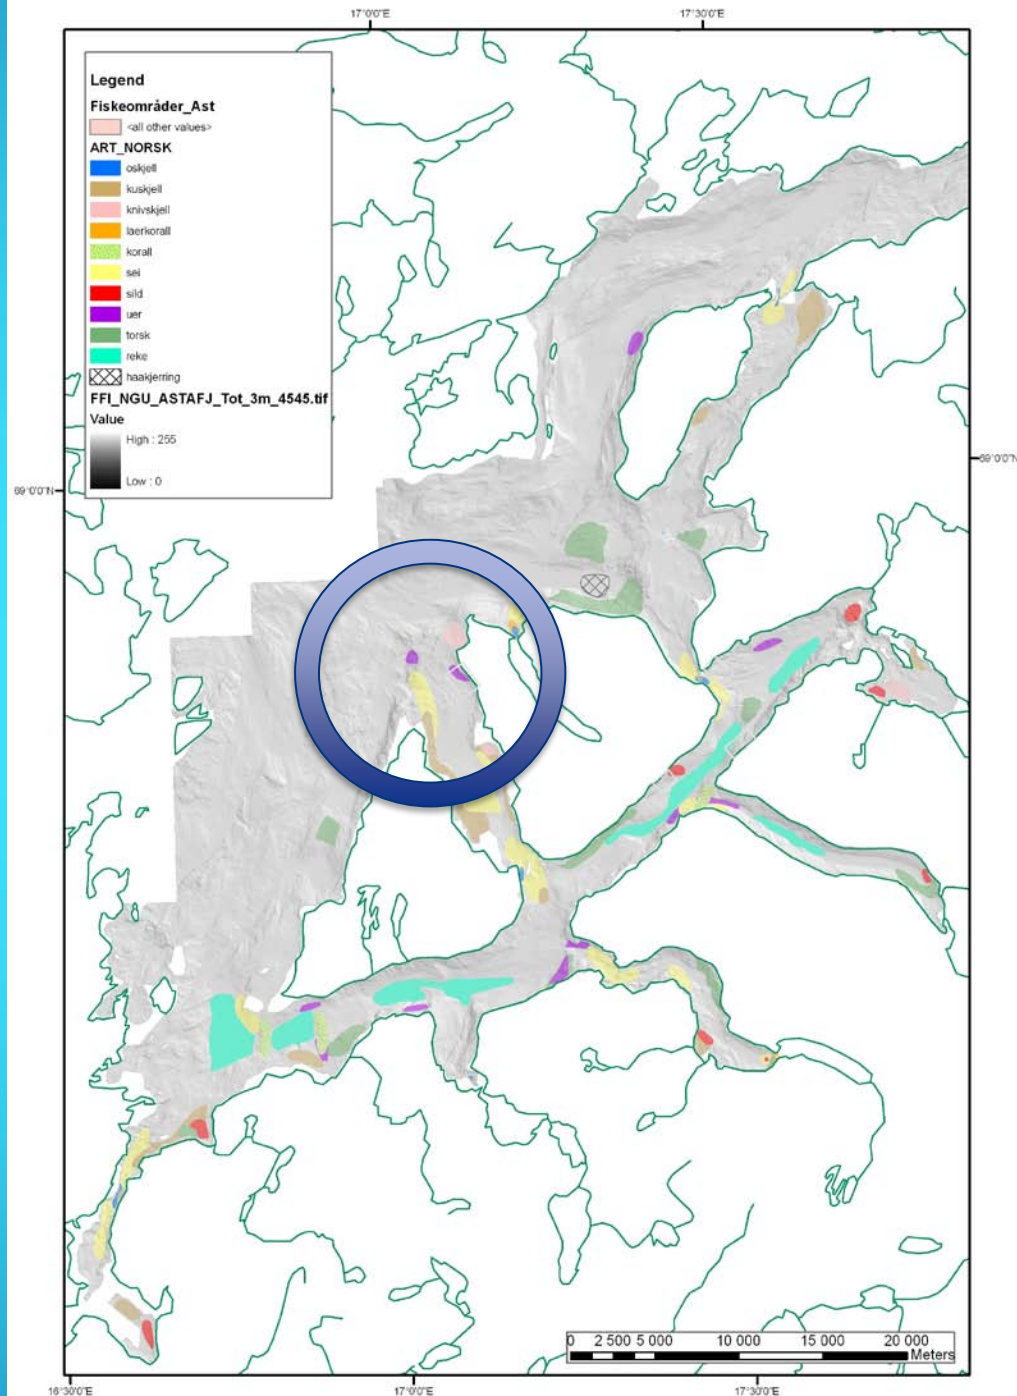 17°0'0"E
17°30'0"E
Legend
Fiskeområder_Ast
<all other values>
ART_NORSK
oskjell
kuskjell
knivskjell
laerkorall
korall
sei
sild
uer
torsk
reke
haakjerring
FFI_NGU_ASTAFJ_Tot_3m_4545.tif
Value
High : 255
Low : 0
69°0'0"N
69°0'0"N
0 2 500 5 000 10 000 15 000 20 000
Meters
16°30'0"E
17°0'0"E
17°30'0"E